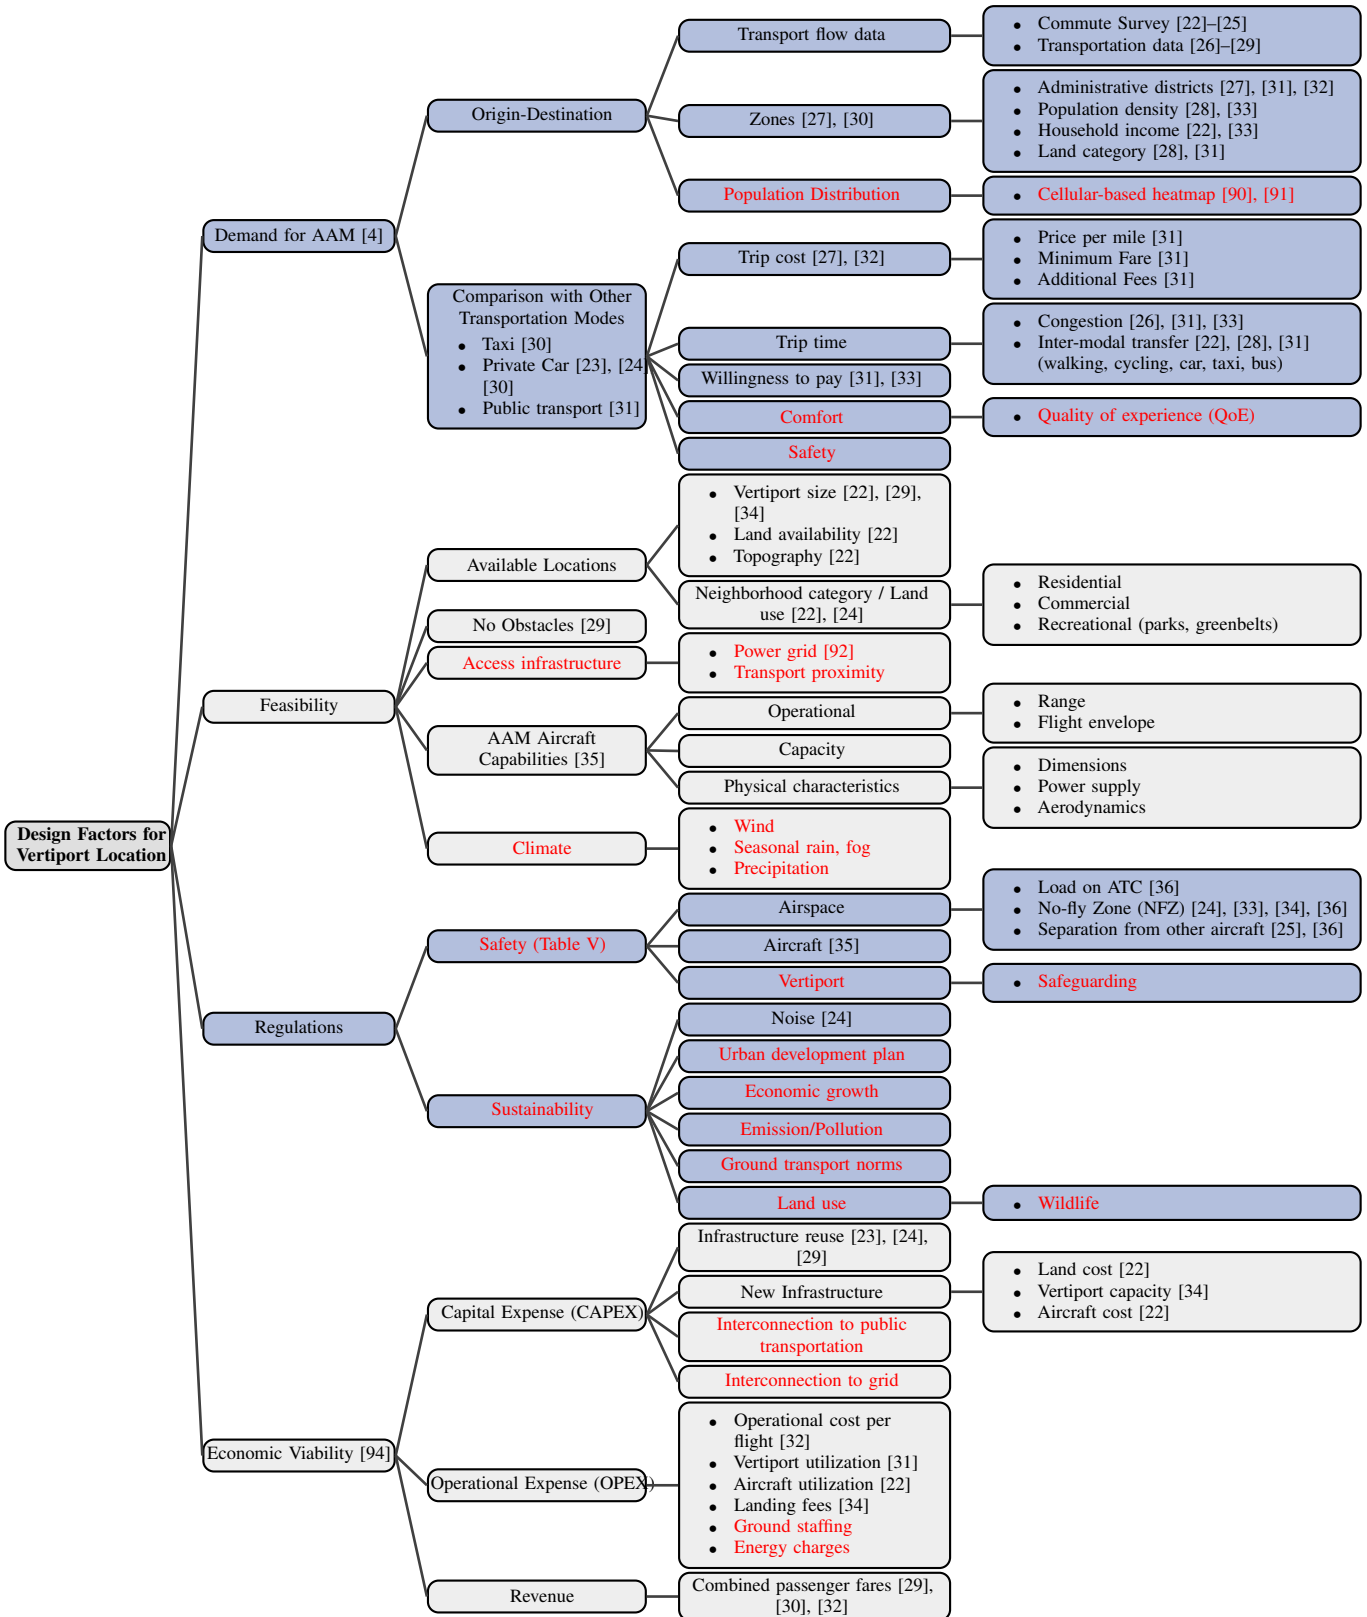 Design Factors for
Vertiport Location
Demand for AAM [4]
Origin-Destination
Transport flow data
• Commute Survey [22]–[25]
• Transportation data [26]–[29]
Zones [27], [30]
• Administrative districts [27], [31], [32]
• Population density [28], [33]
• Household income [22], [33]
• Land category [28], [31]
Population Distribution
• Cellular-based heatmap [90], [91]
Comparison with Other
Transportation Modes
• Taxi [30]
• Private Car [23], [24]
[30]
• Public transport [31]
Trip cost [27], [32]
• Price per mile [31]
• Minimum Fare [31]
• Additional Fees [31]
Trip time
• Congestion [26], [31], [33]
• Inter-modal transfer [22], [28], [31]
(walking, cycling, car, taxi, bus)
Willingness to pay [31], [33]
Comfort
• Quality of experience (QoE)
Safety
Feasibility
Available Locations
• Vertiport size [22], [29],
[34]
• Land availability [22]
• Topography [22]
Neighborhood category / Land
use [22], [24]
• Residential
• Commercial
• Recreational (parks, greenbelts)
No Obstacles [29]
Access infrastructure
• Power grid [92]
• Transport proximity
AAM Aircraft
Capabilities [35]
Operational
• Range
• Flight envelope
Capacity
Physical characteristics
• Dimensions
• Power supply
• Aerodynamics
Climate
• Wind
• Seasonal rain, fog
• Precipitation
Regulations
Safety (Table V)
Airspace
• Load on ATC [36]
• No-fly Zone (NFZ) [24], [33], [34], [36]
• Separation from other aircraft [25], [36]
Aircraft [35]
Vertiport
• Safeguarding
Sustainability
Noise [24]
Urban development plan
Economic growth
Emission/Pollution
Ground transport norms
Land use
• Wildlife
Economic Viability [94]
Capital Expense (CAPEX)
Infrastructure reuse [23], [24],
[29]
New Infrastructure
• Land cost [22]
• Vertiport capacity [34]
• Aircraft cost [22]
Interconnection to public
transportation
Interconnection to grid
Operational Expense (OPEX)
• Operational cost per
flight [32]
• Vertiport utilization [31]
• Aircraft utilization [22]
• Landing fees [34]
• Ground staffing
• Energy charges
Revenue
Combined passenger fares [29],
[30], [32]